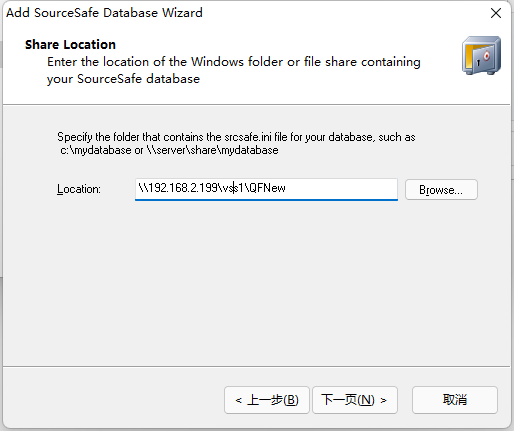 Add SourceSafe Database Wizard
Share Location
Enter the location of the Windows folder or file share containing
your SourceSafe database
Specify the folder that contains the srcsafe.ini file for your database, such as
c:\mydatabase or \\server\share\mydatabase
Location: \\192.168.2.199\vss1\QFNew Browse...
< 上一步(B) 下一页(N) > 取消